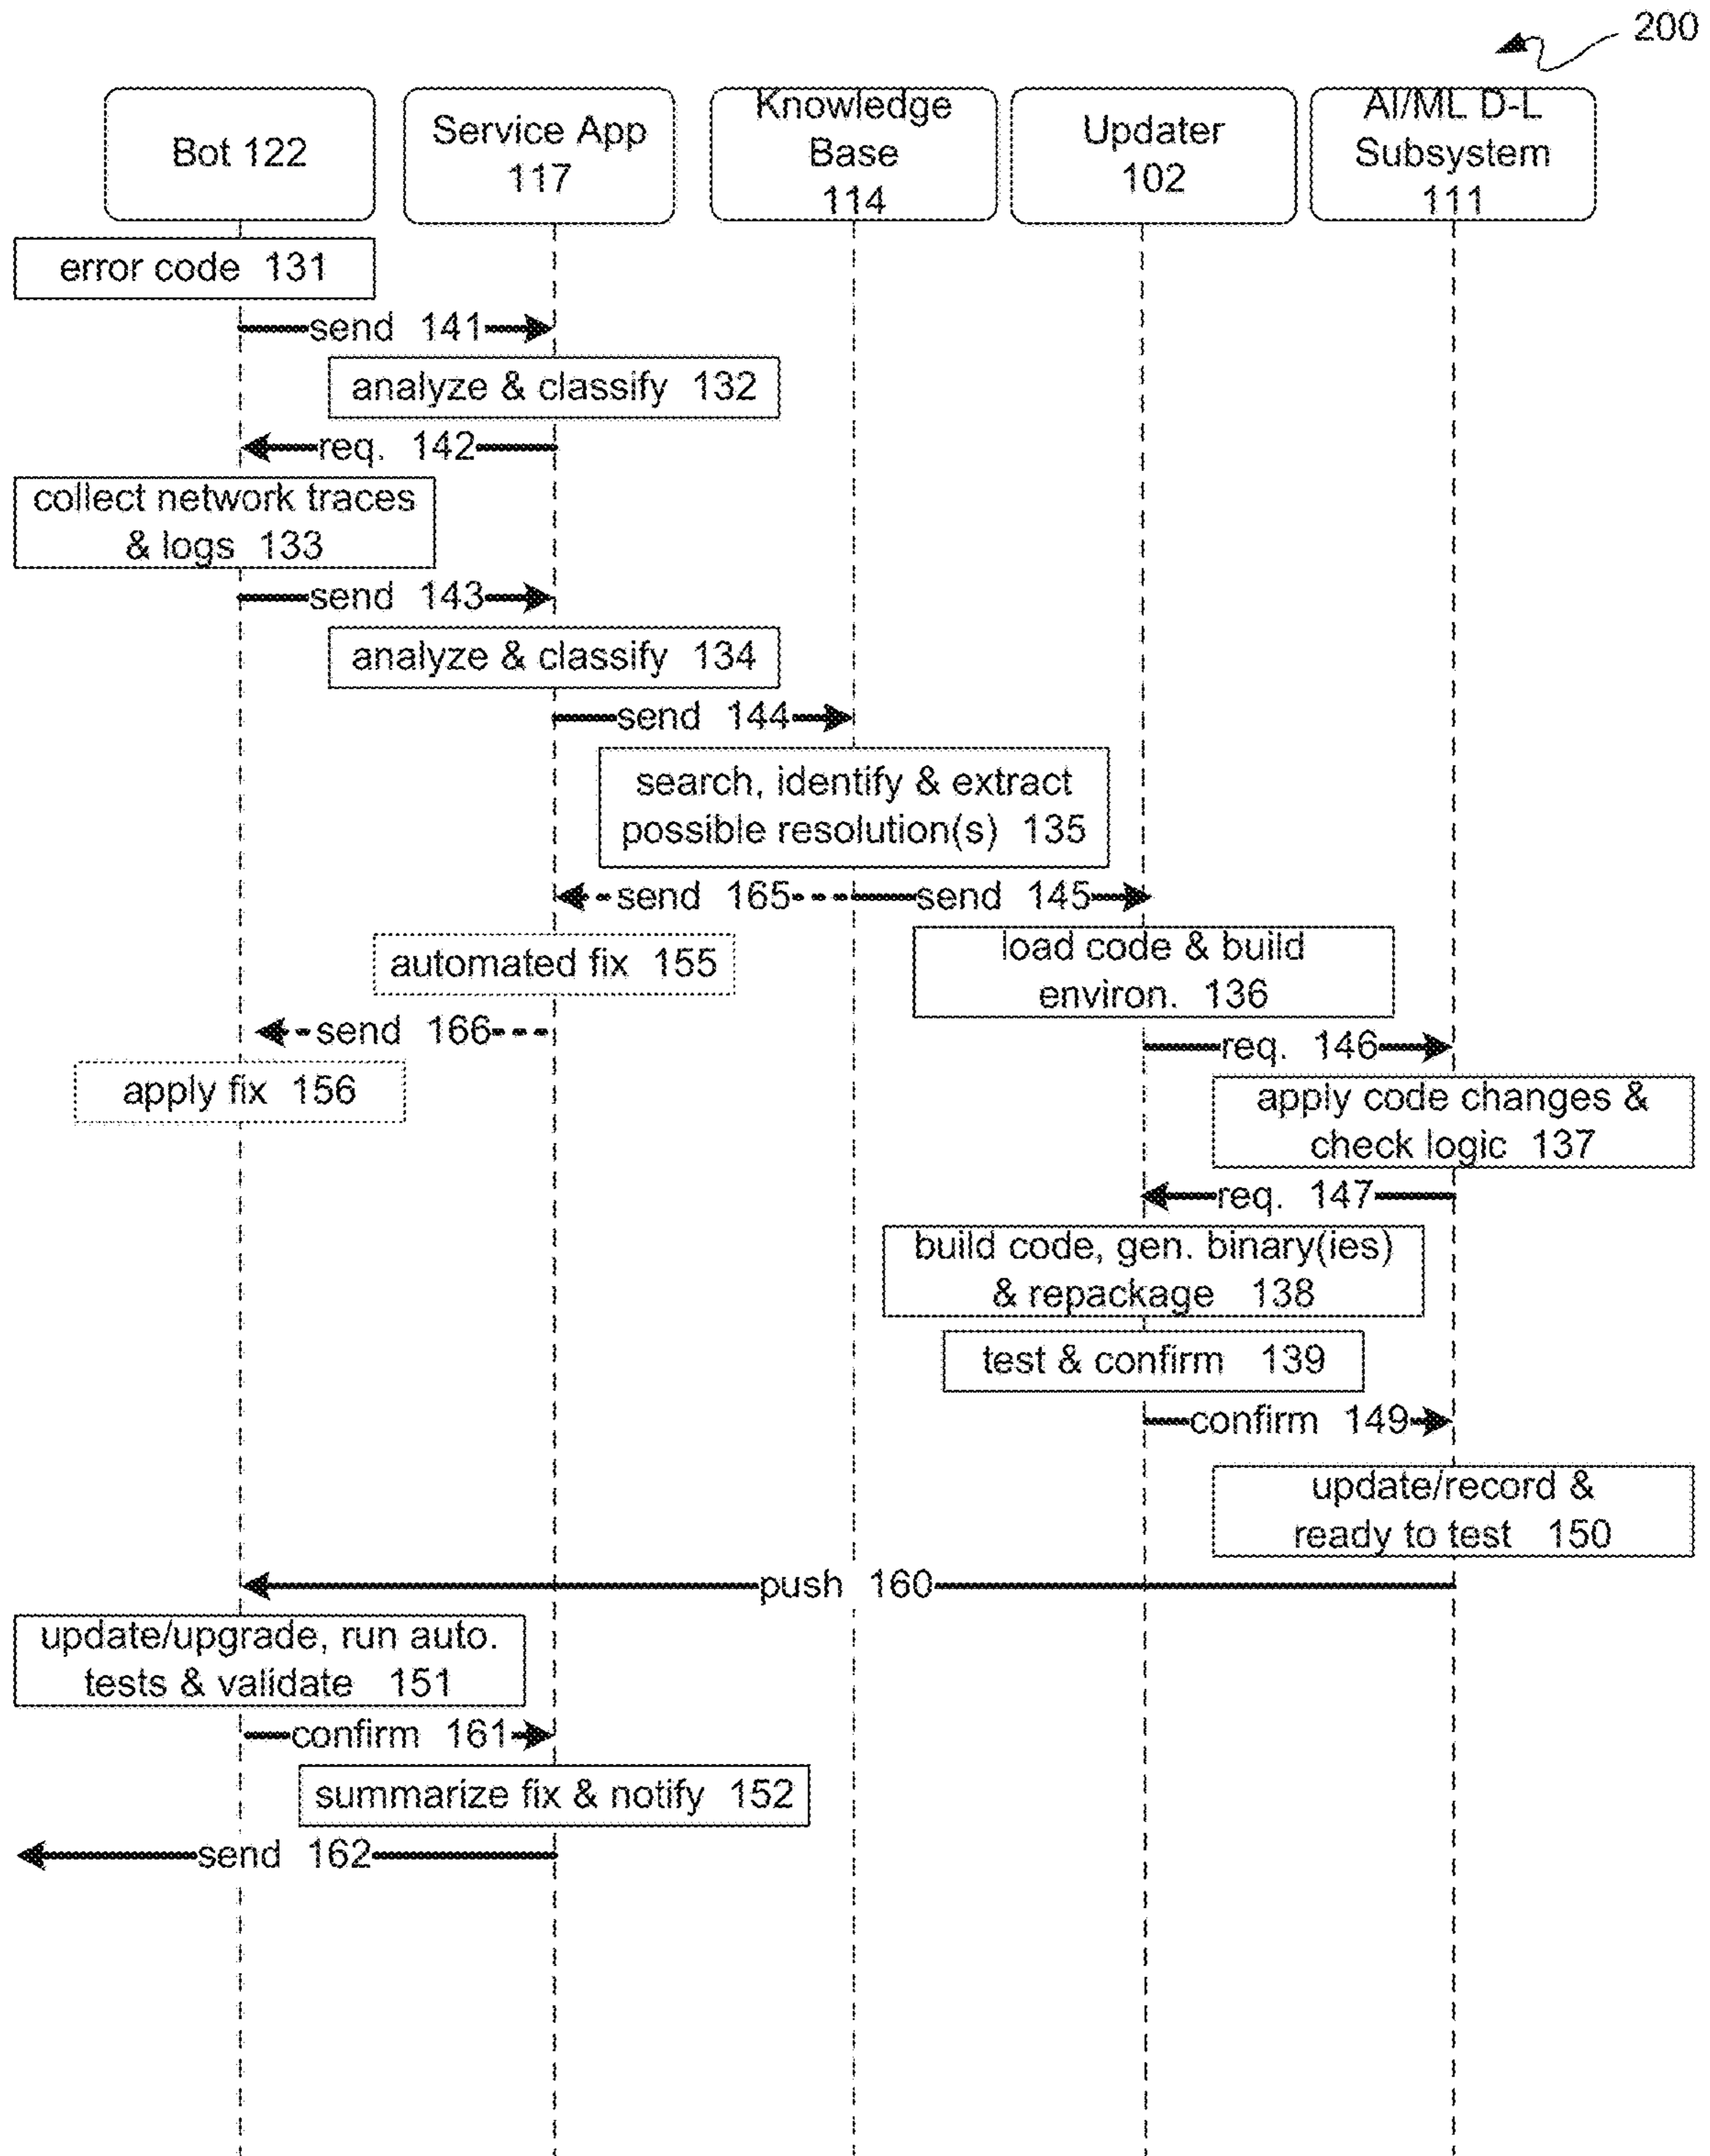 200
Bot 122
Service App
117
Knowledge
Base
114
Updater
102
AI/ML D-L
Subsystem
111
error code 131
send 141
analyze & classify 132
req. 142
collect network traces
& logs 133
send 143
analyze & classify 134
send 144
search, identify & extract
possible resolution(s) 135
send 165
send 145
automated fix 155
load code & build
environ. 136
send 166
req. 146
apply fix 156
apply code changes &
check logic 137
req. 147
build code, gen. binary(ies)
& repackage 138
test & confirm 139
confirm 149
update/record &
ready to test 150
push 160
update/upgrade, run auto.
tests & validate 151
confirm 161
summarize fix & notify 152
send 162